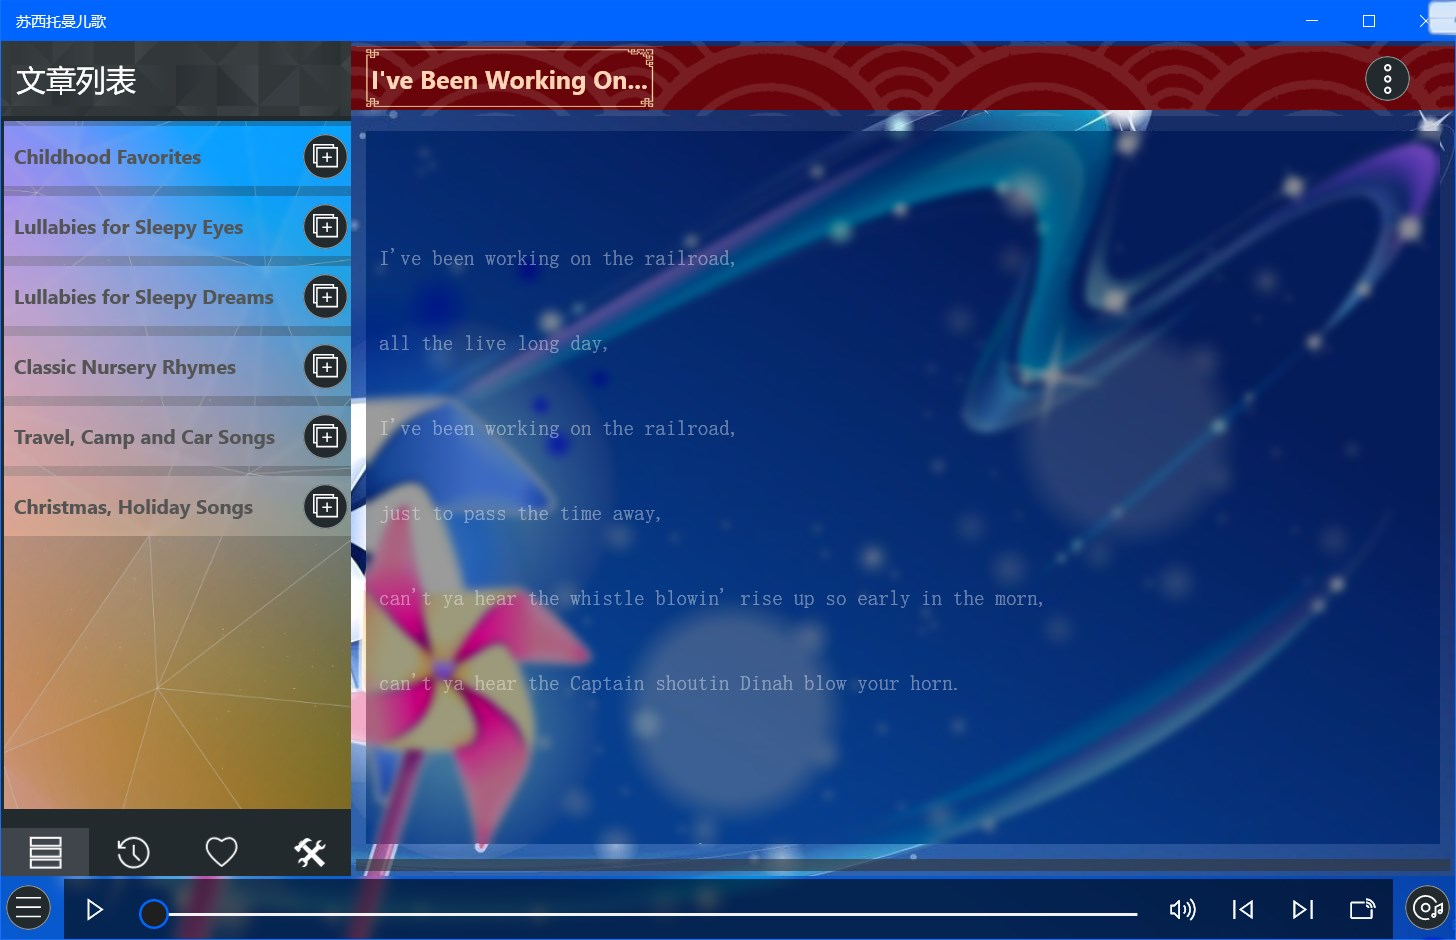 苏西托曼儿歌
文章列表
I've Been Working On...
Childhood Favorites
Lullabies for Sleepy Eyes
Lullabies for Sleepy Dreams
Classic Nursery Rhymes
Travel, Camp and Car Songs
Christmas, Holiday Songs
I've been working on the railroad,
all the live long day,
I've been working on the railroad,
just to pass the time away,
can't ya hear the whistle blowin' rise up so early in the morn,
can't ya hear the Captain shoutin Dinah blow your horn.